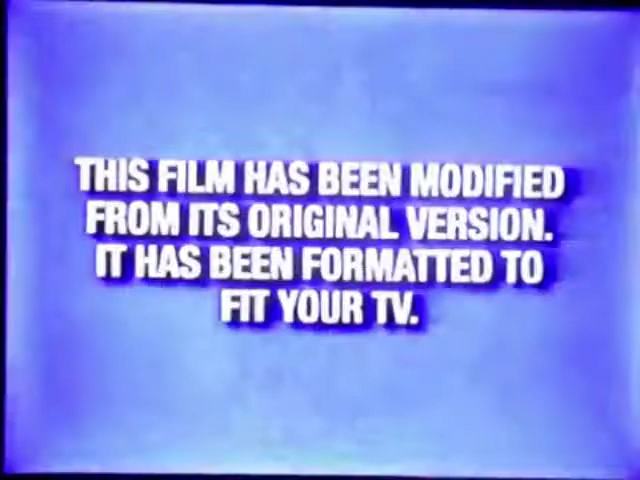 THIS FILM HAS BEEN MODIFIED
FROM ITS ORIGINAL VERSION.
IT HAS BEEN FORMATTED TO
FIT YOUR TV.